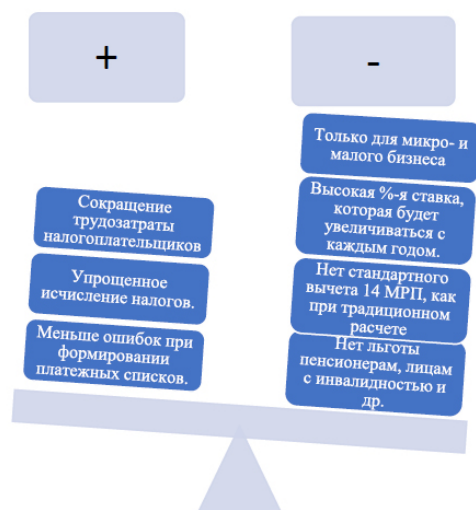 +
-
Сокращение
трудозатраты
налогоплательщиков
Упрощенное
исчисление налогов.
Меньше ошибок при
формировании
платежных списков.
Только для микро- и
малого бизнеса
Высокая %-я ставка,
которая будет
увеличиваться с
каждым годом.
Нет стандартного
вычета 14 МРП, как
при традиционном
расчете
Нет льготы
пенсионерам, лицам
с инвалидностью и
др.